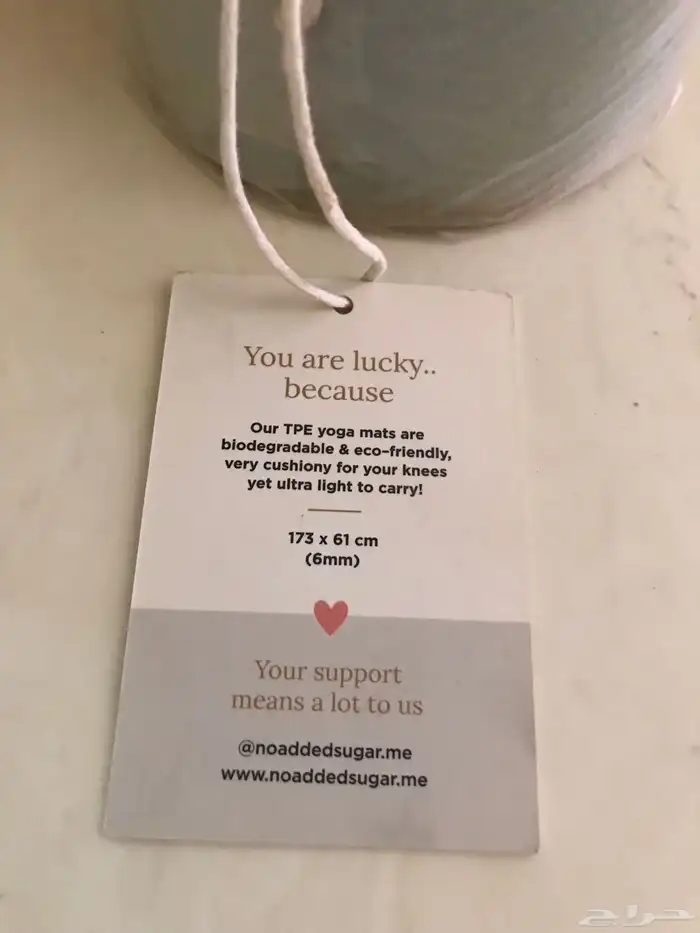 You are lucky..
because
Our TPE yoga mats are
biodegradable & eco-friendly,
very cushiony for your knees
yet ultra light to carry!
173 x 61 cm
(6mm)
Your support
means a lot to us
@noaddedsugar.me
www.noaddedsugar.me
حراج